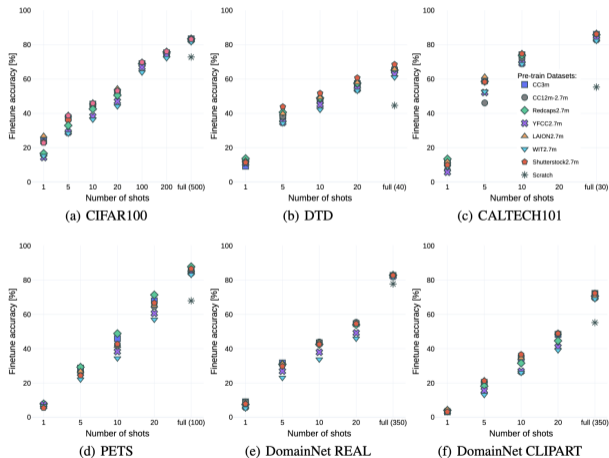 100
80
60
40
20
0
Finetune accuracy [%]
1 5 10 20 100 200 full (500)
Number of shots
(a) CIFAR100
100
80
60
40
20
0
Finetune accuracy [%]
1 5 10 20 full (40)
Number of shots
(b) DTD
100
80
60
40
20
0
Finetune accuracy [%]
Pre-train Datasets:
CC3m
CC12m-2.7m
Redcaps2.7m
YFCC2.7m
LAION2.7m
WIT2.7m
Shutterstock2.7m
Scratch
1 5 10 20 full (30)
Number of shots
(c) CALTECH101
100
80
60
40
20
0
Finetune accuracy [%]
1 5 10 20 full (100)
Number of shots
(d) PETS
100
80
60
40
20
0
Finetune accuracy [%]
1 5 10 20 full (350)
Number of shots
(e) DomainNet REAL
100
80
60
40
20
0
Finetune accuracy [%]
1 5 10 20 full (350)
Number of shots
(f) DomainNet CLIPART